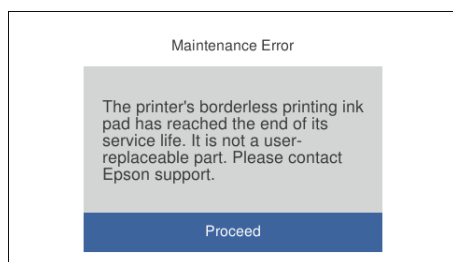 Maintenance Error
The printer's borderless printing ink
pad has reached the end of its
service life. It is not a user-
replaceable part. Please contact
Epson support.
Proceed